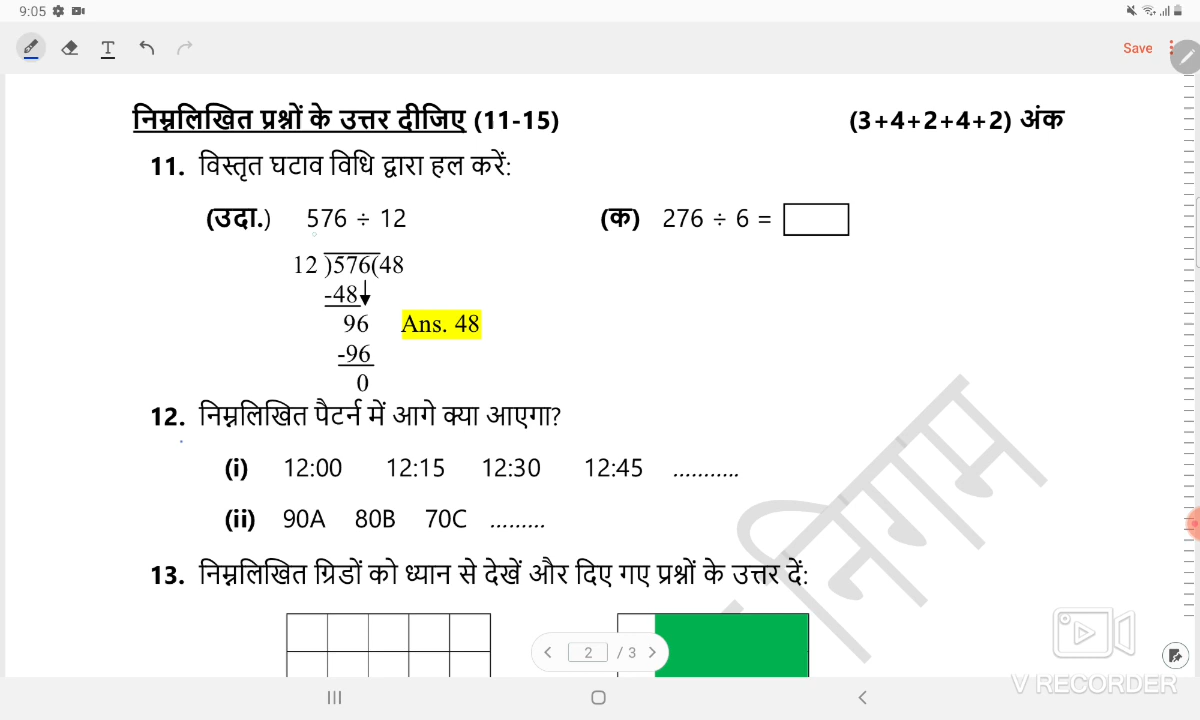 9:05
Save
निम्नलिखित प्रश्नों के उत्तर दीजिए (11-15) (3+4+2+4+2) अंक
11. विस्तृत घटाव विधि द्वारा हल करें:
(उदा.) 576 ÷ 12 (क) 276 ÷ 6 =
12 )576(48
-48
96 Ans. 48
-96
0
12. निम्नलिखित पैटर्न में आगे क्या आएगा?
(i) 12:00 12:15 12:30 12:45 ...........
(ii) 90A 80B 70C .........
13. निम्नलिखित ग्रिडों को ध्यान से देखें और दिए गए प्रश्नों के उत्तर दें:
निगम
2 / 3
V RECORDER